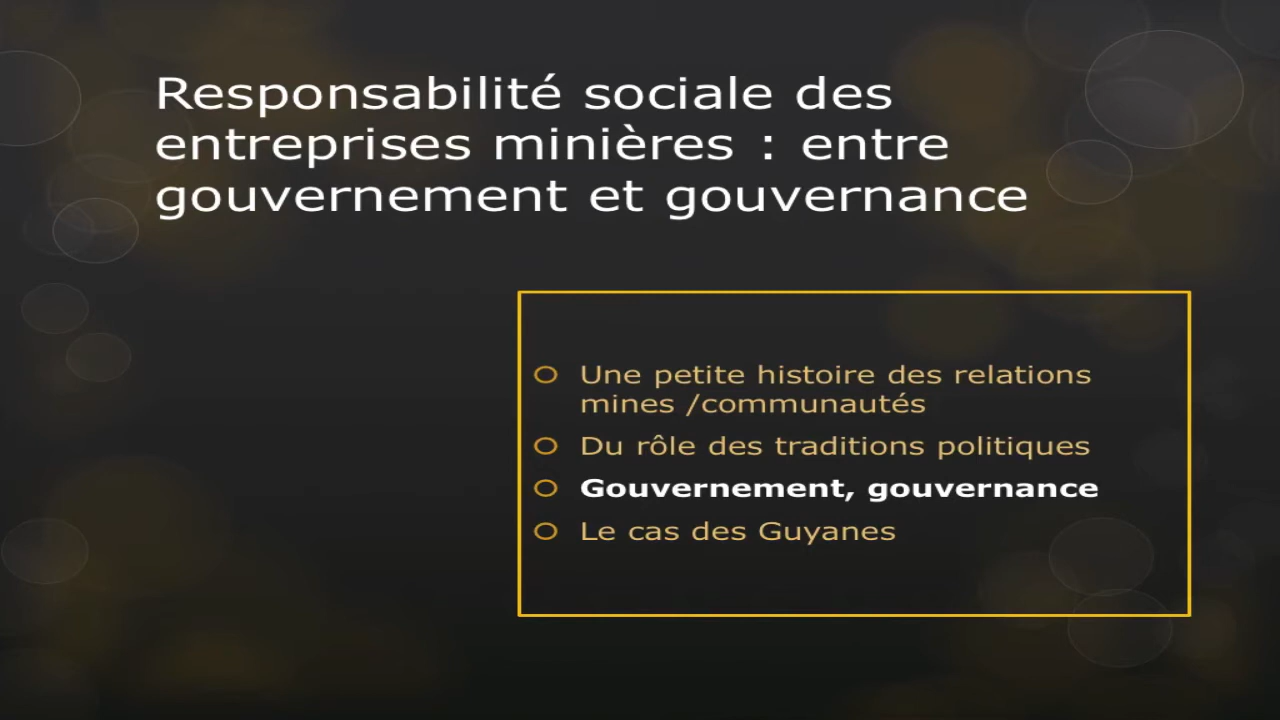 Responsabilité sociale des
entreprises minières : entre
gouvernement et gouvernance
Une petite histoire des relations
mines /communautés
Du rôle des traditions politiques
Gouvernement, gouvernance
Le cas des Guyanes